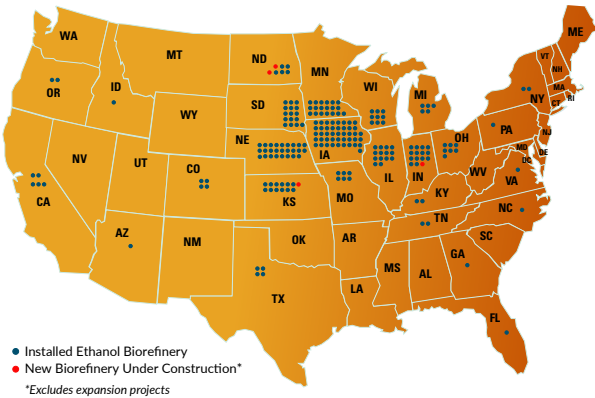 WA
ME
MT
ND
VT
NH
MN
OR
ID
WI
MI
NY
MA
CT
RI
SD
WY
PA
NJ
NE
IA
OH
MD
DE
DC
NV
UT
CO
IL
IN
WV
VA
CA
KS
MO
KY
NC
TN
AZ
NM
OK
AR
SC
GA
MS
AL
TX
LA
FL
Installed Ethanol Biorefinery
New Biorefinery Under Construction*
*Excludes expansion projects